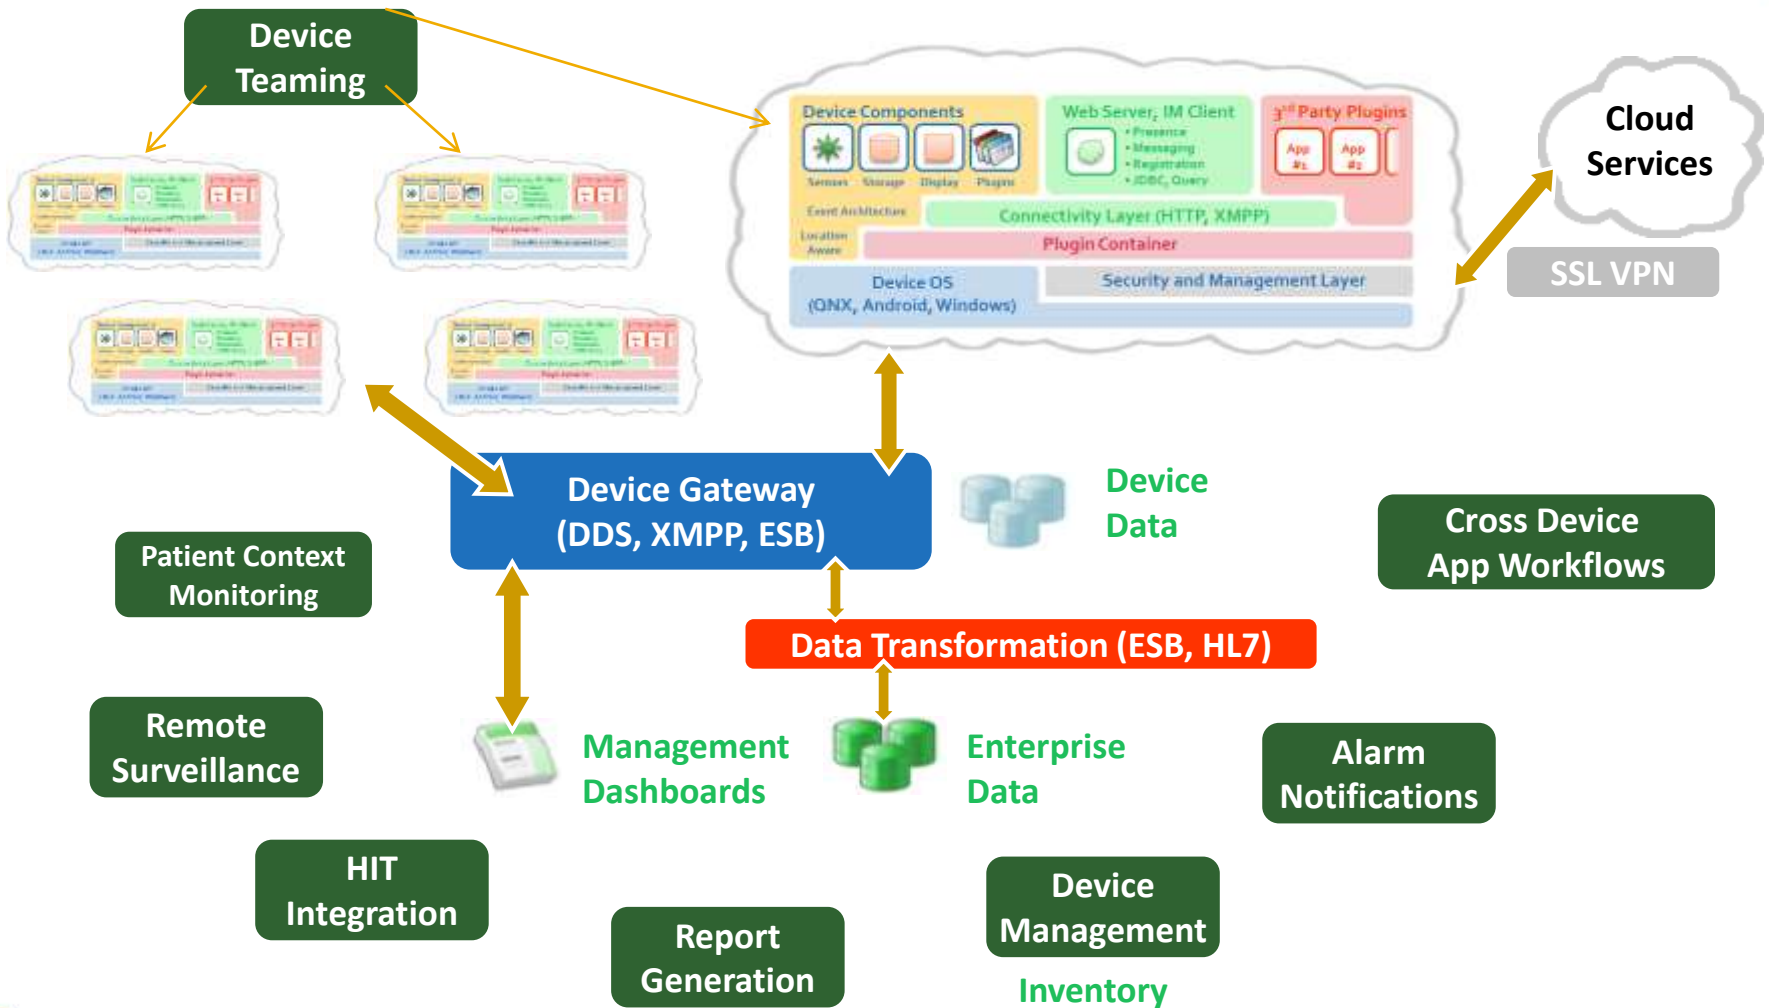 Device
Teaming
Device Components
Sensors Storage Display Plugins
Event Architecture
Location
Aware
Web Server, IM Client
• Presence
• Messaging
• Registration
• JDBC, Query
3rd Party Plugins
App
#1
App
#2
Connectivity Layer (HTTP, XMPP)
Plugin Container
Device OS
(QNX, Android, Windows)
Security and Management Layer
Cloud
Services
SSL VPN
Device Gateway
(DDS, XMPP, ESB)
Device
Data
Cross Device
App Workflows
Patient Context
Monitoring
Data Transformation (ESB, HL7)
Remote
Surveillance
Management
Dashboards
Enterprise
Data
Alarm
Notifications
HIT
Integration
Device
Management
Report
Generation
Inventory